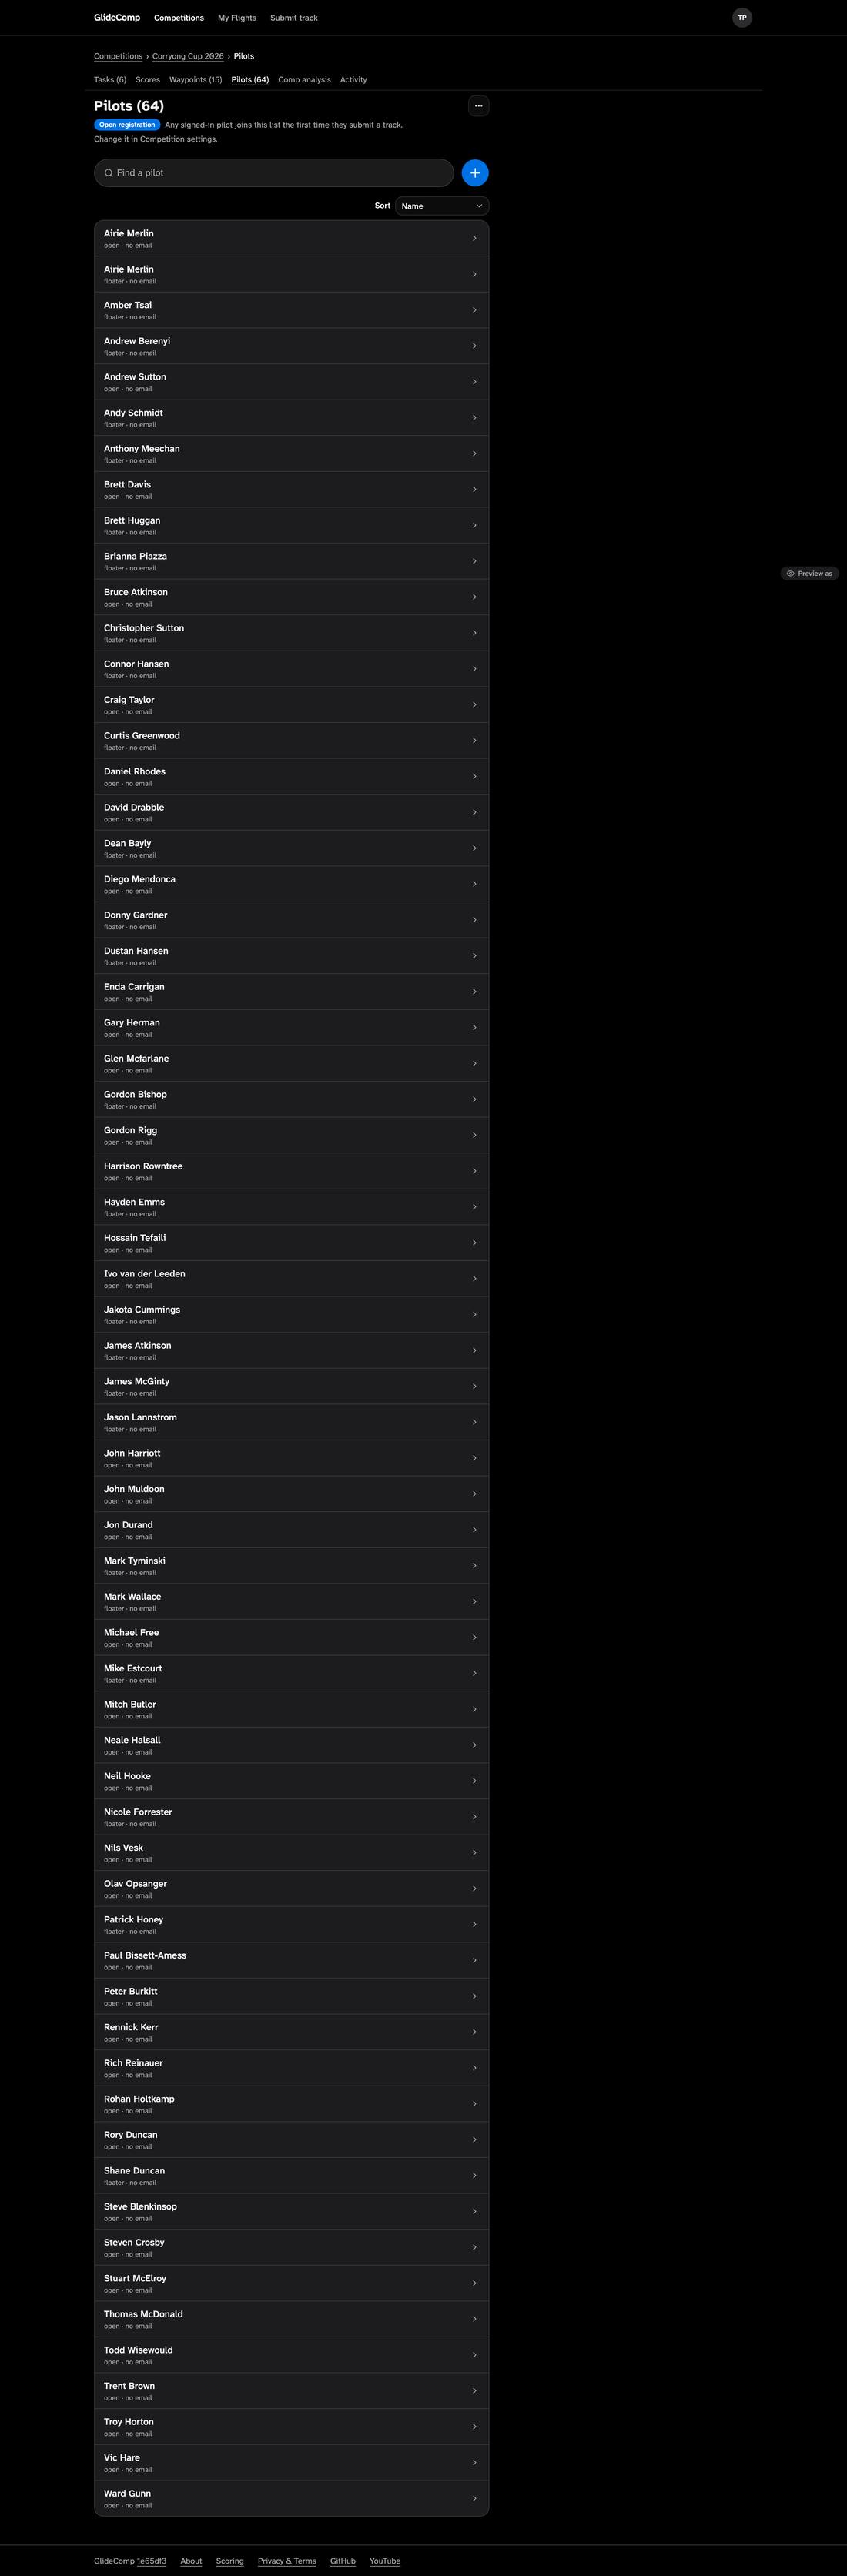 GlideComp Competitions My Flights Submit track TP
Competitions › Corryong Cup 2026 › Pilots
Tasks (6) Scores Waypoints (15) Pilots (64) Comp analysis Activity
Pilots (64)
Open registration Any signed-in pilot joins this list the first time they submit a track.
Change it in Competition settings.
Find a pilot
Sort Name
Airie Merlin
open · no email
Airie Merlin
floater · no email
Amber Tsai
floater · no email
Andrew Berenyi
floater · no email
Andrew Sutton
open · no email
Andy Schmidt
floater · no email
Anthony Meechan
floater · no email
Brett Davis
open · no email
Brett Huggan
floater · no email
Brianna Piazza
floater · no email
Preview as
Bruce Atkinson
open · no email
Christopher Sutton
floater · no email
Connor Hansen
floater · no email
Craig Taylor
open · no email
Curtis Greenwood
floater · no email
Daniel Rhodes
open · no email
David Drabble
open · no email
Dean Bayly
floater · no email
Diego Mendonca
open · no email
Donny Gardner
floater · no email
Dustan Hansen
floater · no email
Enda Carrigan
open · no email
Gary Herman
open · no email
Glen Mcfarlane
open · no email
Gordon Bishop
floater · no email
Gordon Rigg
open · no email
Harrison Rowntree
open · no email
Hayden Emms
floater · no email
Hossain Tefaili
open · no email
Ivo van der Leeden
open · no email
Jakota Cummings
floater · no email
James Atkinson
floater · no email
James McGinty
floater · no email
Jason Lannstrom
floater · no email
John Harriott
open · no email
John Muldoon
open · no email
Jon Durand
open · no email
Mark Tyminski
floater · no email
Mark Wallace
floater · no email
Michael Free
open · no email
Mike Estcourt
floater · no email
Mitch Butler
open · no email
Neale Halsall
open · no email
Neil Hooke
open · no email
Nicole Forrester
floater · no email
Nils Vesk
open · no email
Olav Opsanger
open · no email
Patrick Honey
floater · no email
Paul Bissett-Amess
open · no email
Peter Burkitt
open · no email
Rennick Kerr
open · no email
Rich Reinauer
open · no email
Rohan Holtkamp
open · no email
Rory Duncan
open · no email
Shane Duncan
floater · no email
Steve Blenkinsop
open · no email
Steven Crosby
open · no email
Stuart McElroy
open · no email
Thomas McDonald
open · no email
Todd Wisewould
open · no email
Trent Brown
open · no email
Troy Horton
open · no email
Vic Hare
open · no email
Ward Gunn
open · no email
GlideComp 1e65df3 About Scoring Privacy & Terms GitHub YouTube